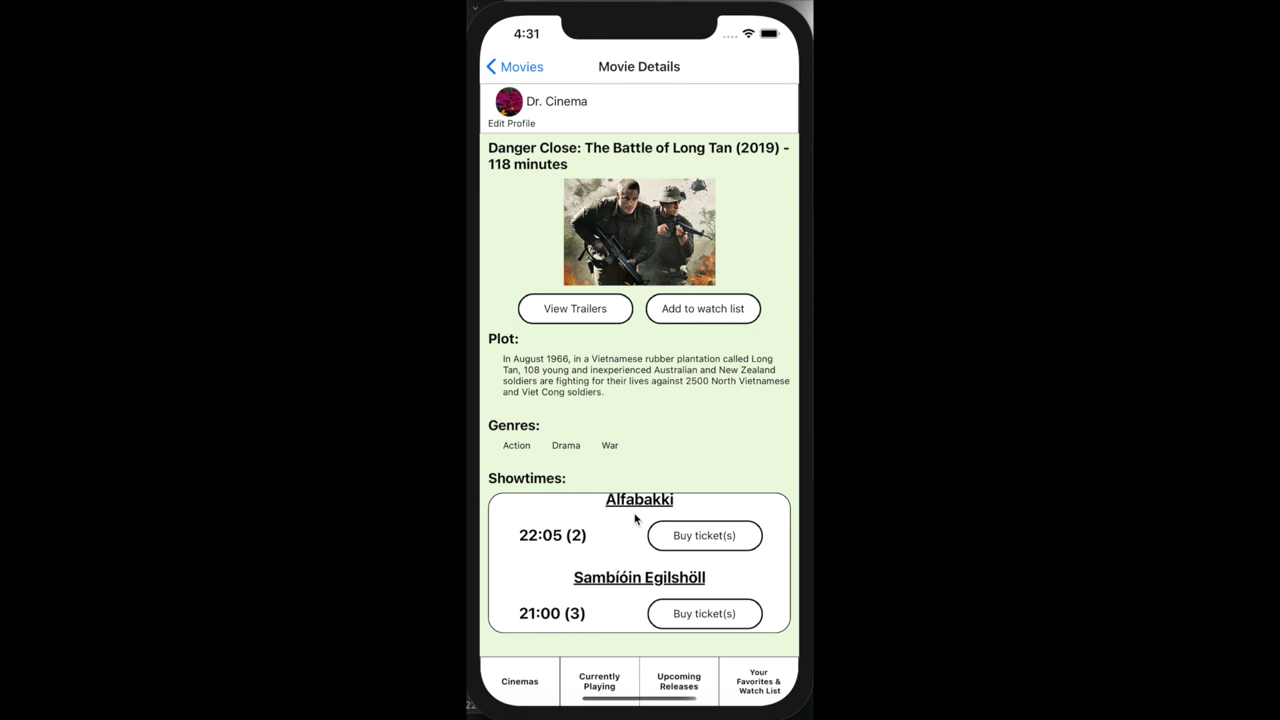 4:31
Movies
Movie Details
Dr. Cinema
Edit Profile
Danger Close: The Battle of Long Tan (2019) -
118 minutes
View Trailers
Add to watch list
Plot:
In August 1966, in a Vietnamese rubber plantation called Long
Tan, 108 young and inexperienced Australian and New Zealand
soldiers are fighting for their lives against 2500 North Vietnamese
and Viet Cong soldiers.
Genres:
Action
Drama
War
Showtimes:
Alfabakki
22:05 (2)
Buy ticket(s)
Sambíóin Egilshöll
21:00 (3)
Buy ticket(s)
Cinemas
Currently
Playing
Upcoming
Releases
Your
Favorites &
Watch List